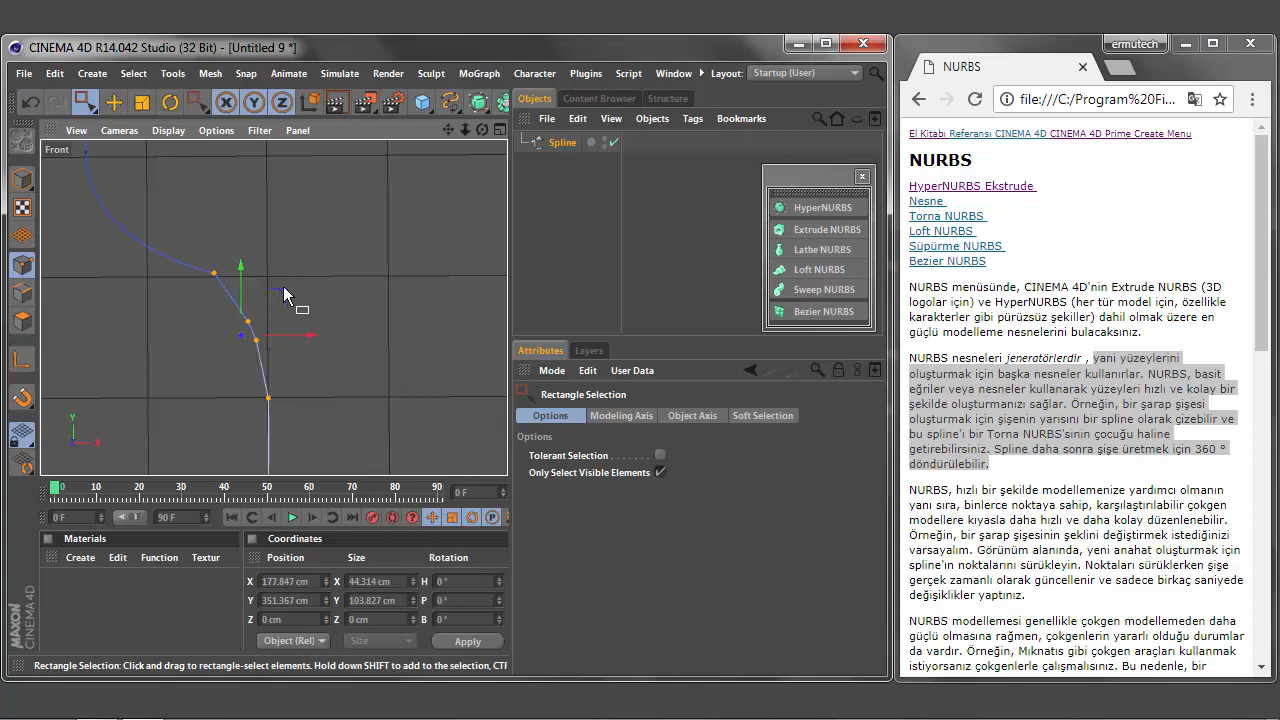 CINEMA 4D R14.042 Studio (32 Bit) - [Untitled 9 *]
File Edit Create Select Tools Mesh Snap Animate Simulate Render Sculpt MoGraph Character Plugins Script Window Layout: Startup (User)
X Y Z
Objects Content Browser Structure
File Edit View Objects Tags Bookmarks
View Cameras Display Options Filter Panel
Front
Spline
x
HyperNURBS
Extrude NURBS
Lathe NURBS
Loft NURBS
Sweep NURBS
Bezier NURBS
Y
X
Z
Attributes Layers
Mode Edit User Data
Rectangle Selection
Options Modeling Axis Object Axis Soft Selection
Options
Tolerant Selection
Only Select Visible Elements
0 10 20 30 40 50 60 70 80 90
0 F
0 F 90 F
Materials
Create Edit Function Textur
Coordinates
Position Size Rotation
X 177.847 cm X 44.314 cm H 0 °
Y 351.367 cm Y 103.827 cm P 0 °
Z 0 cm Z 0 cm B 0 °
Object (Rel) Size Apply
MAXON CINEMA 4D
Rectangle Selection: Click and drag to rectangle-select elements. Hold down SHIFT to add to the selection, CTF
ermutech
NURBS
file:///C:/Program%20Fi...
El Kitabı Referansı CINEMA 4D CINEMA 4D Prime Create Menu
NURBS
HyperNURBS Ekstrude
Nesne
Torna NURBS
Loft NURBS
Süpürme NURBS
Bezier NURBS
NURBS menüsünde, CINEMA 4D'nin Extrude NURBS (3D
logolar için) ve HyperNURBS (her tür model için, özellikle
karakterler gibi pürüzsüz şekiller) dahil olmak üzere en
güçlü modelleme nesnelerini bulacaksınız.
NURBS nesneleri jeneratörlerdir , yani yüzeylerini
oluşturmak için başka nesneler kullanırlar. NURBS, basit
eğriler veya nesneler kullanarak yüzeyleri hızlı ve kolay bir
şekilde oluşturmanızı sağlar. Örneğin, bir şarap şişesi
oluşturmak için şişenin yarısını bir spline olarak çizebilir ve
bu spline'ı bir Torna NURBS'sinin çocuğu haline
getirebilirsiniz. Spline daha sonra şişe üretmek için 360 °
döndürülebilir.
NURBS, hızlı bir şekilde modellemenize yardımcı olmanın
yanı sıra, binlerce noktaya sahip, karşılaştırılabilir çokgen
modellere kıyasla daha hızlı ve daha kolay düzenlenebilir.
Örneğin, bir şarap şişesinin şeklini değiştirmek istediğinizi
varsayalım. Görünüm alanında, yeni anahat oluşturmak için
spline'ın noktalarını sürükleyin. Noktaları sürüklerken şişe
gerçek zamanlı olarak güncellenir ve sadece birkaç saniyede
değişiklikler yaptınız.
NURBS modellemesi genellikle çokgen modellemeden daha
güçlü olmasına rağmen, çokgenlerin yararlı olduğu durumlar
da vardır. Örneğin, Mıknatıs gibi çokgen araçları kullanmak
istiyorsanız çokgenlerle çalışmalısınız. Bu nedenle, bir